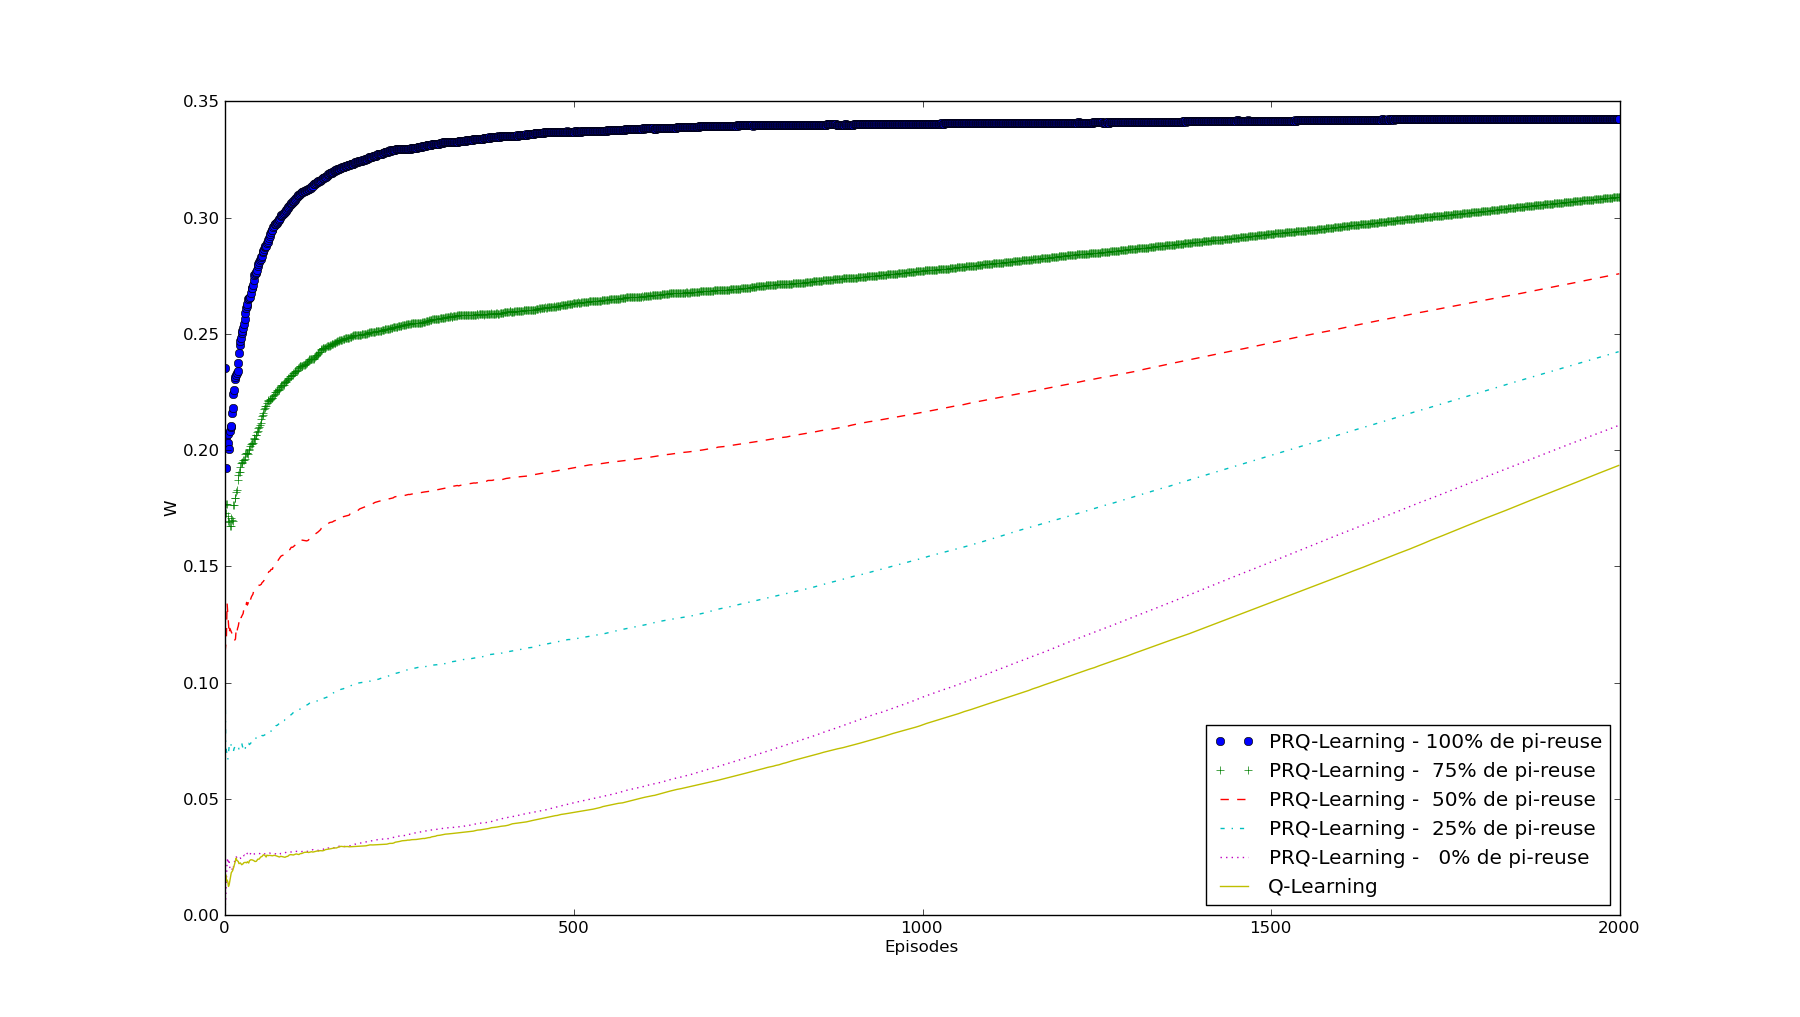 0.35
0.30
0.25
0.20
0.15
0.10
0.05
0.00
W
0 500 1000 1500 2000
Episodes
PRQ-Learning - 100% de pi-reuse
PRQ-Learning -  75% de pi-reuse
PRQ-Learning -  50% de pi-reuse
PRQ-Learning -  25% de pi-reuse
PRQ-Learning -   0% de pi-reuse
Q-Learning